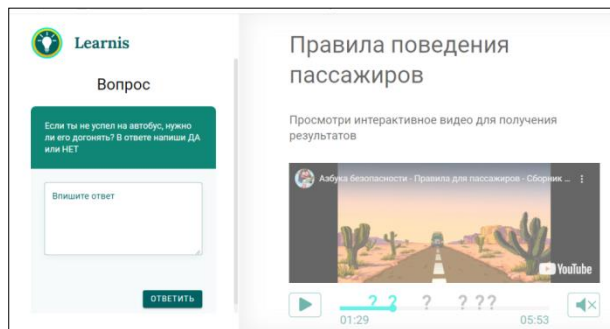 Learnis
Вопрос
Если ты не успел на автобус, нужно
ли его догонять? В ответе напиши ДА
или НЕТ
Впишите ответ
ОТВЕТИТЬ
Правила поведения
пассажиров
Просмотри интерактивное видео для получения
результатов
Азбука безопасности - Правила для пассажиров - Сборник ...
YouTube
? ? ? ? ? ?
01:29
05:53